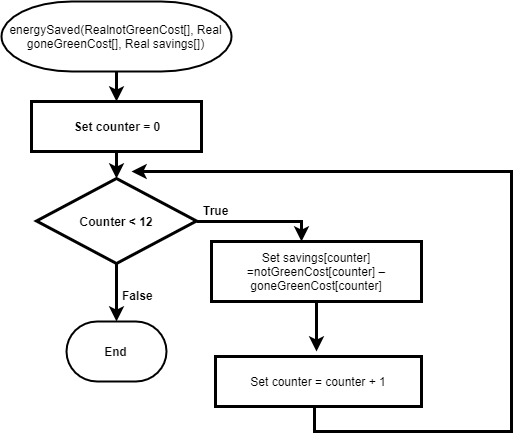 energySaved(RealnotGreenCost[], Real
goneGreenCost[], Real savings[])
Set counter = 0
Counter < 12
True
Set savings[counter]
=notGreenCost[counter] –
goneGreenCost[counter]
False
End
Set counter = counter + 1